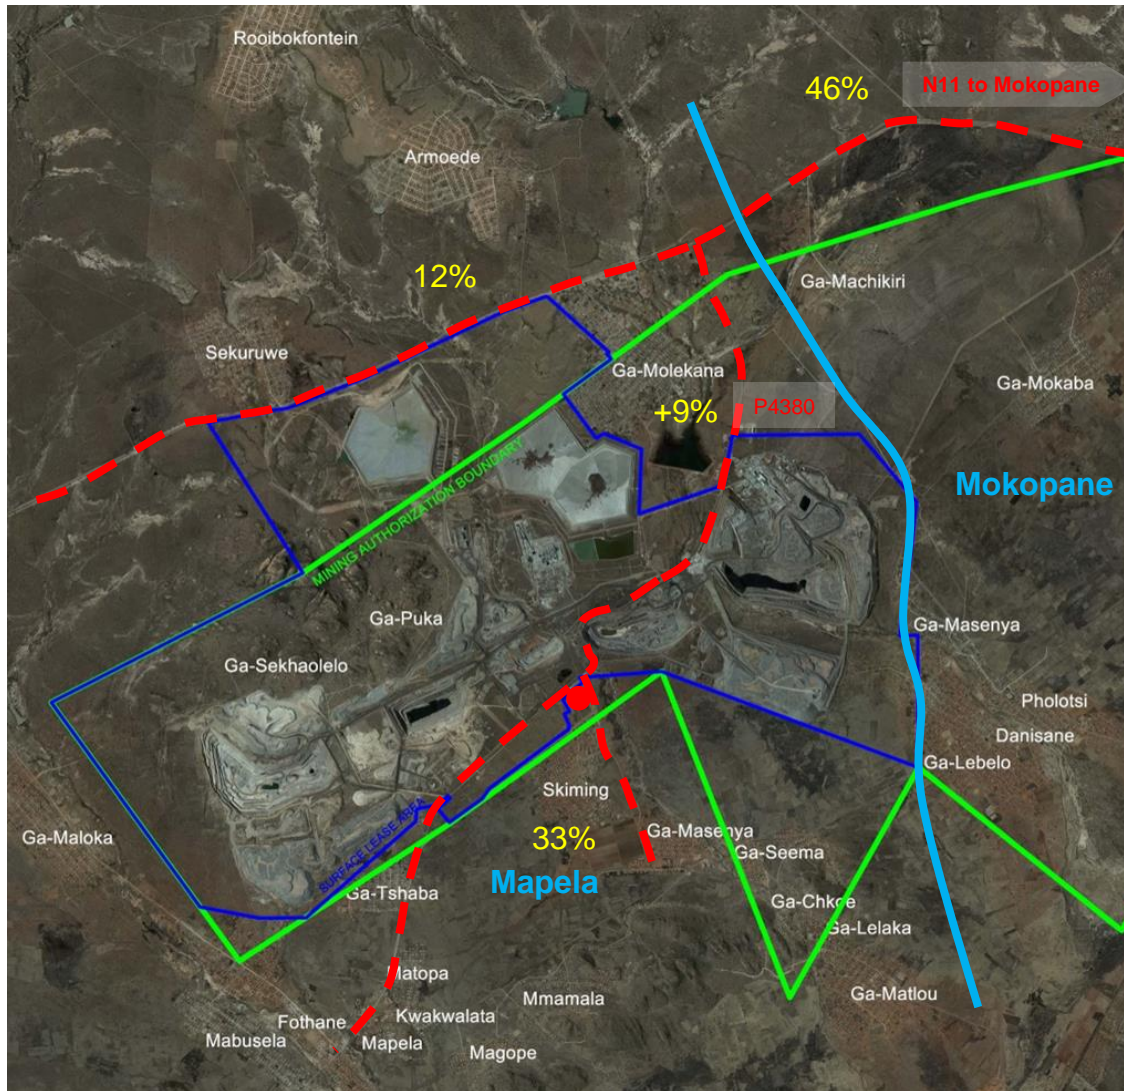 Rooibokfontein
46%
N11 to Mokopane
Armoede
12%
Ga-Machikiri
Sekuruwe
Ga-Molekana
Ga-Mokaba
+9%
P4380
MINING AUTHORIZATION BOUNDARY
Mokopane
Ga-Puka
Ga-Masenya
Ga-Sekhaolelo
Pholotsi
Danisane
Ga-Lebelo
Skiming
SURFACE LEASE AREA
Ga-Maloka
33%
Ga-Masenya
Ga-Seema
Mapela
Ga-Tshaba
Ga-Chkoe
Ga-Lelaka
Matopa
Ga-Matlou
Mmamala
Kwakwalata
Fothane
Mabusela
Mapela
Magope